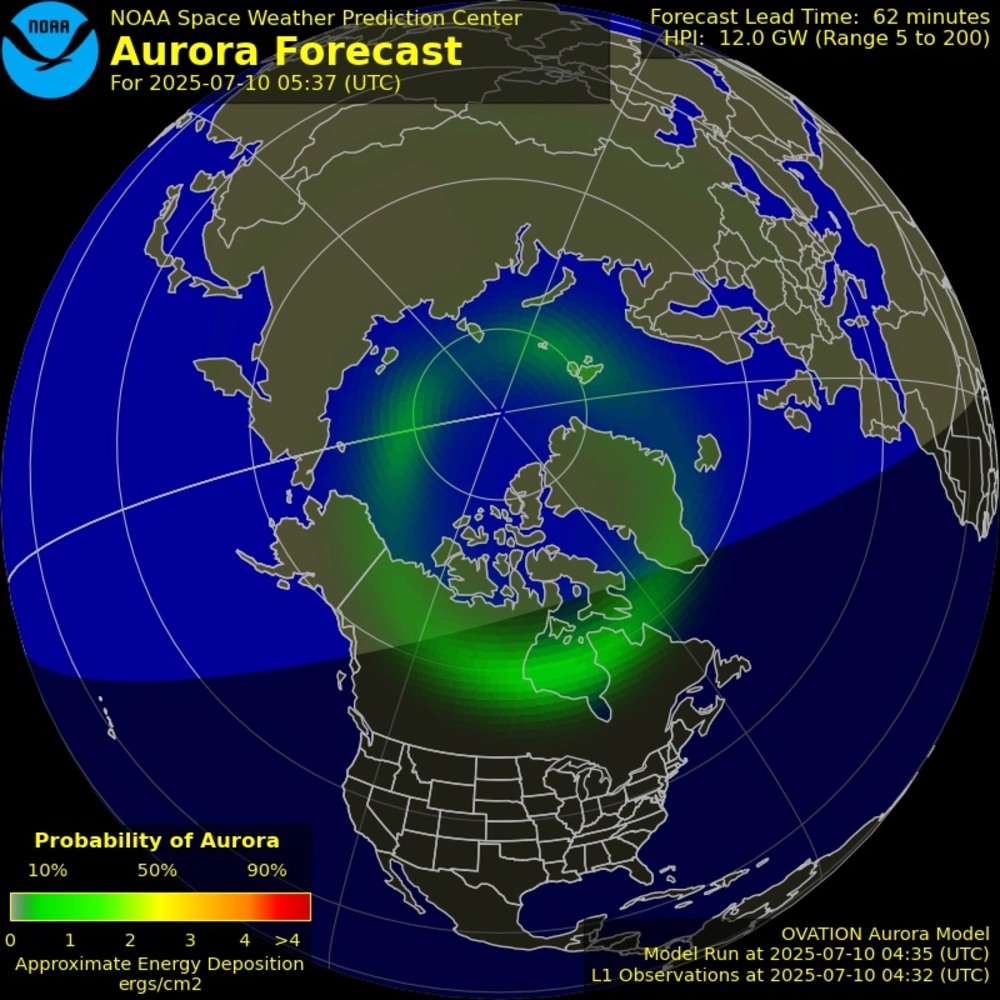 NOAA
NOAA Space Weather Prediction Center
Aurora Forecast
For 2025-07-10 05:37 (UTC)
Forecast Lead Time: 62 minutes
HPI: 12.0 GW (Range 5 to 200)
Probability of Aurora
10% 50% 90%
0 1 2 3 4 >4
Approximate Energy Deposition
ergs/cm2
OVATION Aurora Model
Model Run at 2025-07-10 04:35 (UTC)
L1 Observations at 2025-07-10 04:32 (UTC)